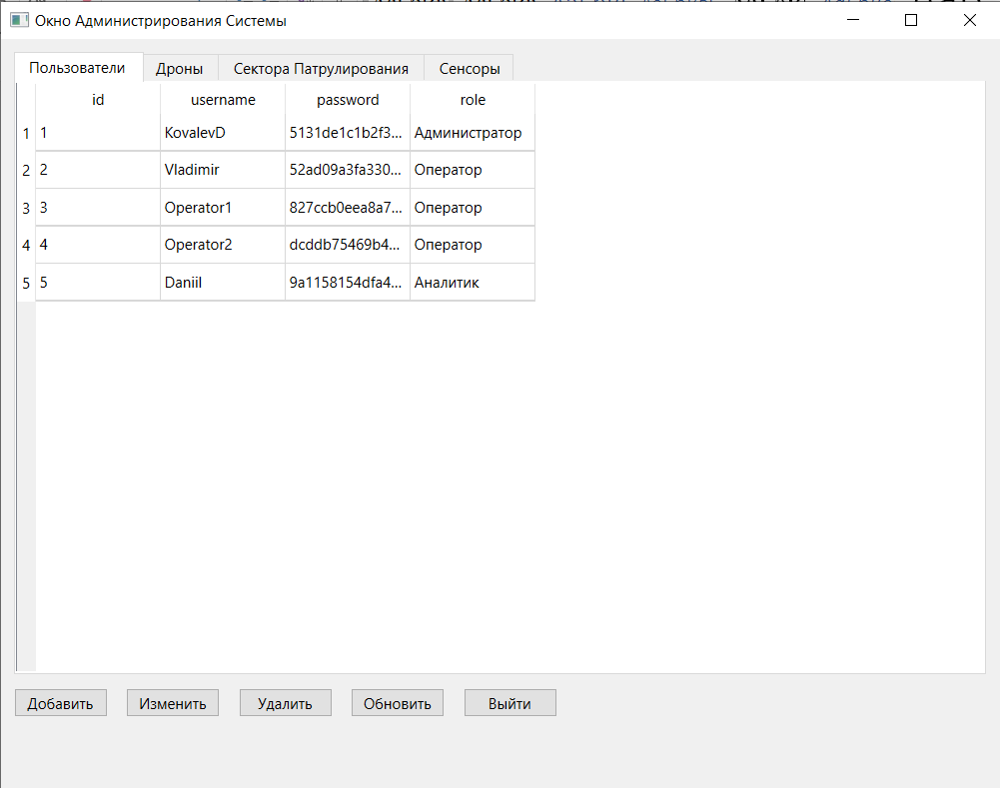 Окно Администрирования Системы
Пользователи Дроны Сектора Патрулирования Сенсоры
id username password role
1 1 KovalevD 5131de1c1b2f3... Администратор
2 2 Vladimir 52ad09a3fa330... Оператор
3 3 Operator1 827ccb0eea8a7... Оператор
4 4 Operator2 dcddb75469b4... Оператор
5 5 Daniil 9a1158154dfa4... Аналитик
Добавить Изменить Удалить Обновить Выйти